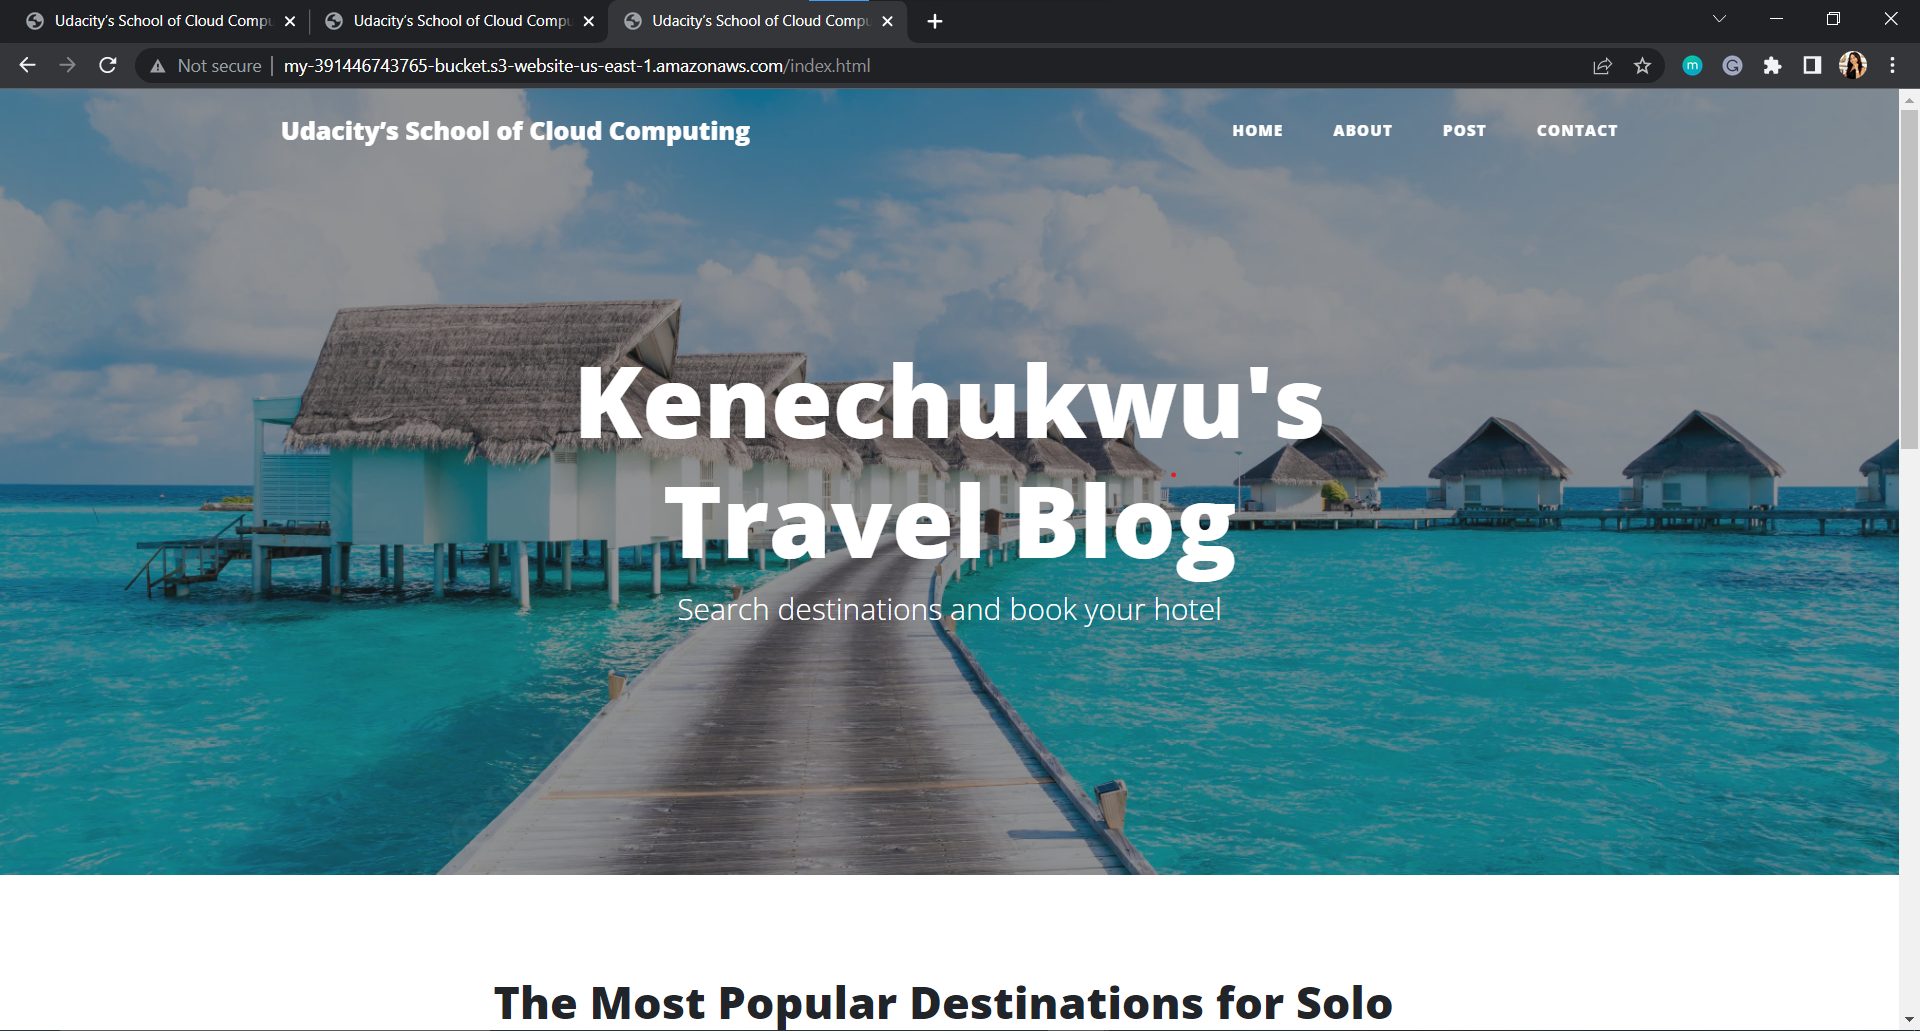 Udacity’s School of Cloud Compu
Udacity’s School of Cloud Compu
Udacity’s School of Cloud Compu
Not secure
my-391446743765-bucket.s3-website-us-east-1.amazonaws.com/index.html
m
G
Udacity’s School of Cloud Computing
HOME
ABOUT
POST
CONTACT
Kenechukwu's
Travel Blog
Search destinations and book your hotel
The Most Popular Destinations for Solo